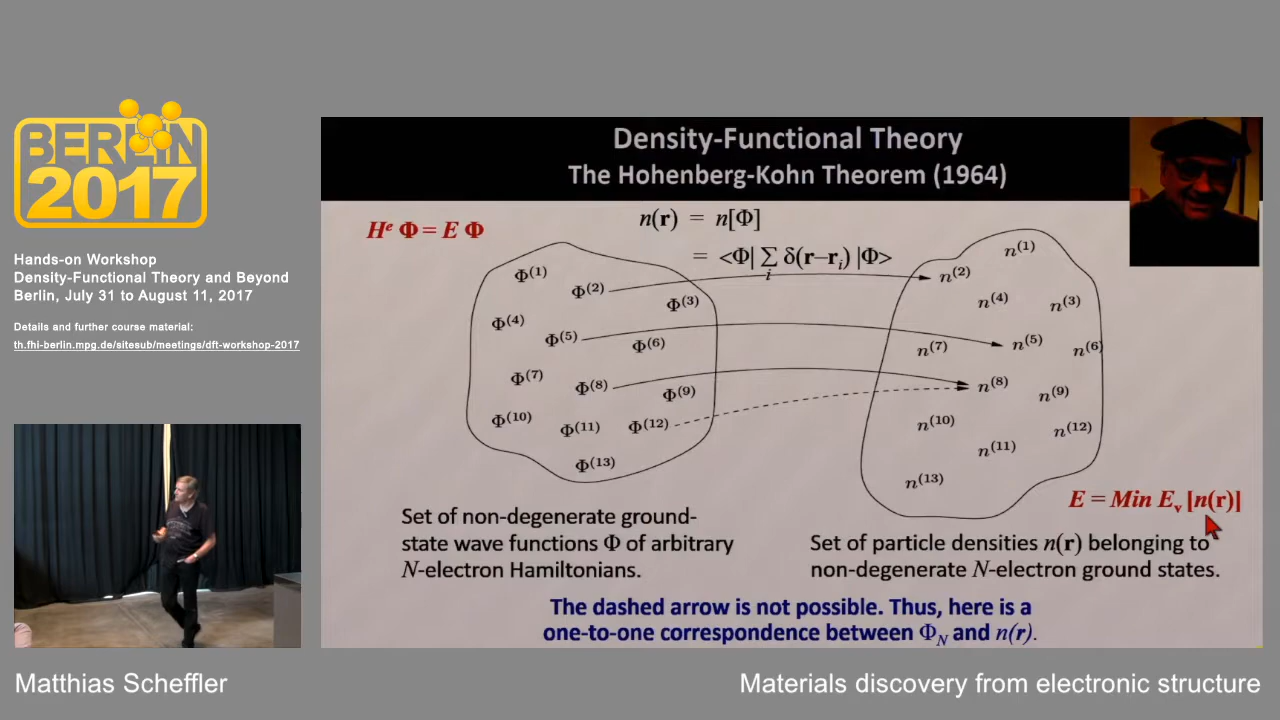 BERLIN
2017
Hands-on Workshop
Density-Functional Theory and Beyond
Berlin, July 31 to August 11, 2017
Details and further course material:
th.fhi-berlin.mpg.de/sitesub/meetings/dft-workshop-2017
Density-Functional Theory
The Hohenberg-Kohn Theorem (1964)
Hᵉ Φ = E Φ
n(r) = n[Φ]
= <Φ| ∑ᵢ δ(r−rᵢ) |Φ>
Φ⁽¹⁾
Φ⁽²⁾
Φ⁽³⁾
Φ⁽⁴⁾
Φ⁽⁵⁾
Φ⁽⁶⁾
Φ⁽⁷⁾
Φ⁽⁸⁾
Φ⁽⁹⁾
Φ⁽¹⁰⁾
Φ⁽¹¹⁾
Φ⁽¹²⁾
Φ⁽¹³⁾
n⁽¹⁾
n⁽²⁾
n⁽³⁾
n⁽⁴⁾
n⁽⁵⁾
n⁽⁶⁾
n⁽⁷⁾
n⁽⁸⁾
n⁽⁹⁾
n⁽¹⁰⁾
n⁽¹¹⁾
n⁽¹²⁾
n⁽¹³⁾
Set of non-degenerate ground-
state wave functions Φ of arbitrary
N-electron Hamiltonians.
E = Min Eᵥ [n(r)]
Set of particle densities n(r) belonging to
non-degenerate N-electron ground states.
The dashed arrow is not possible. Thus, here is a
one-to-one correspondence between Φ_N and n(r).
Matthias Scheffler
Materials discovery from electronic structure